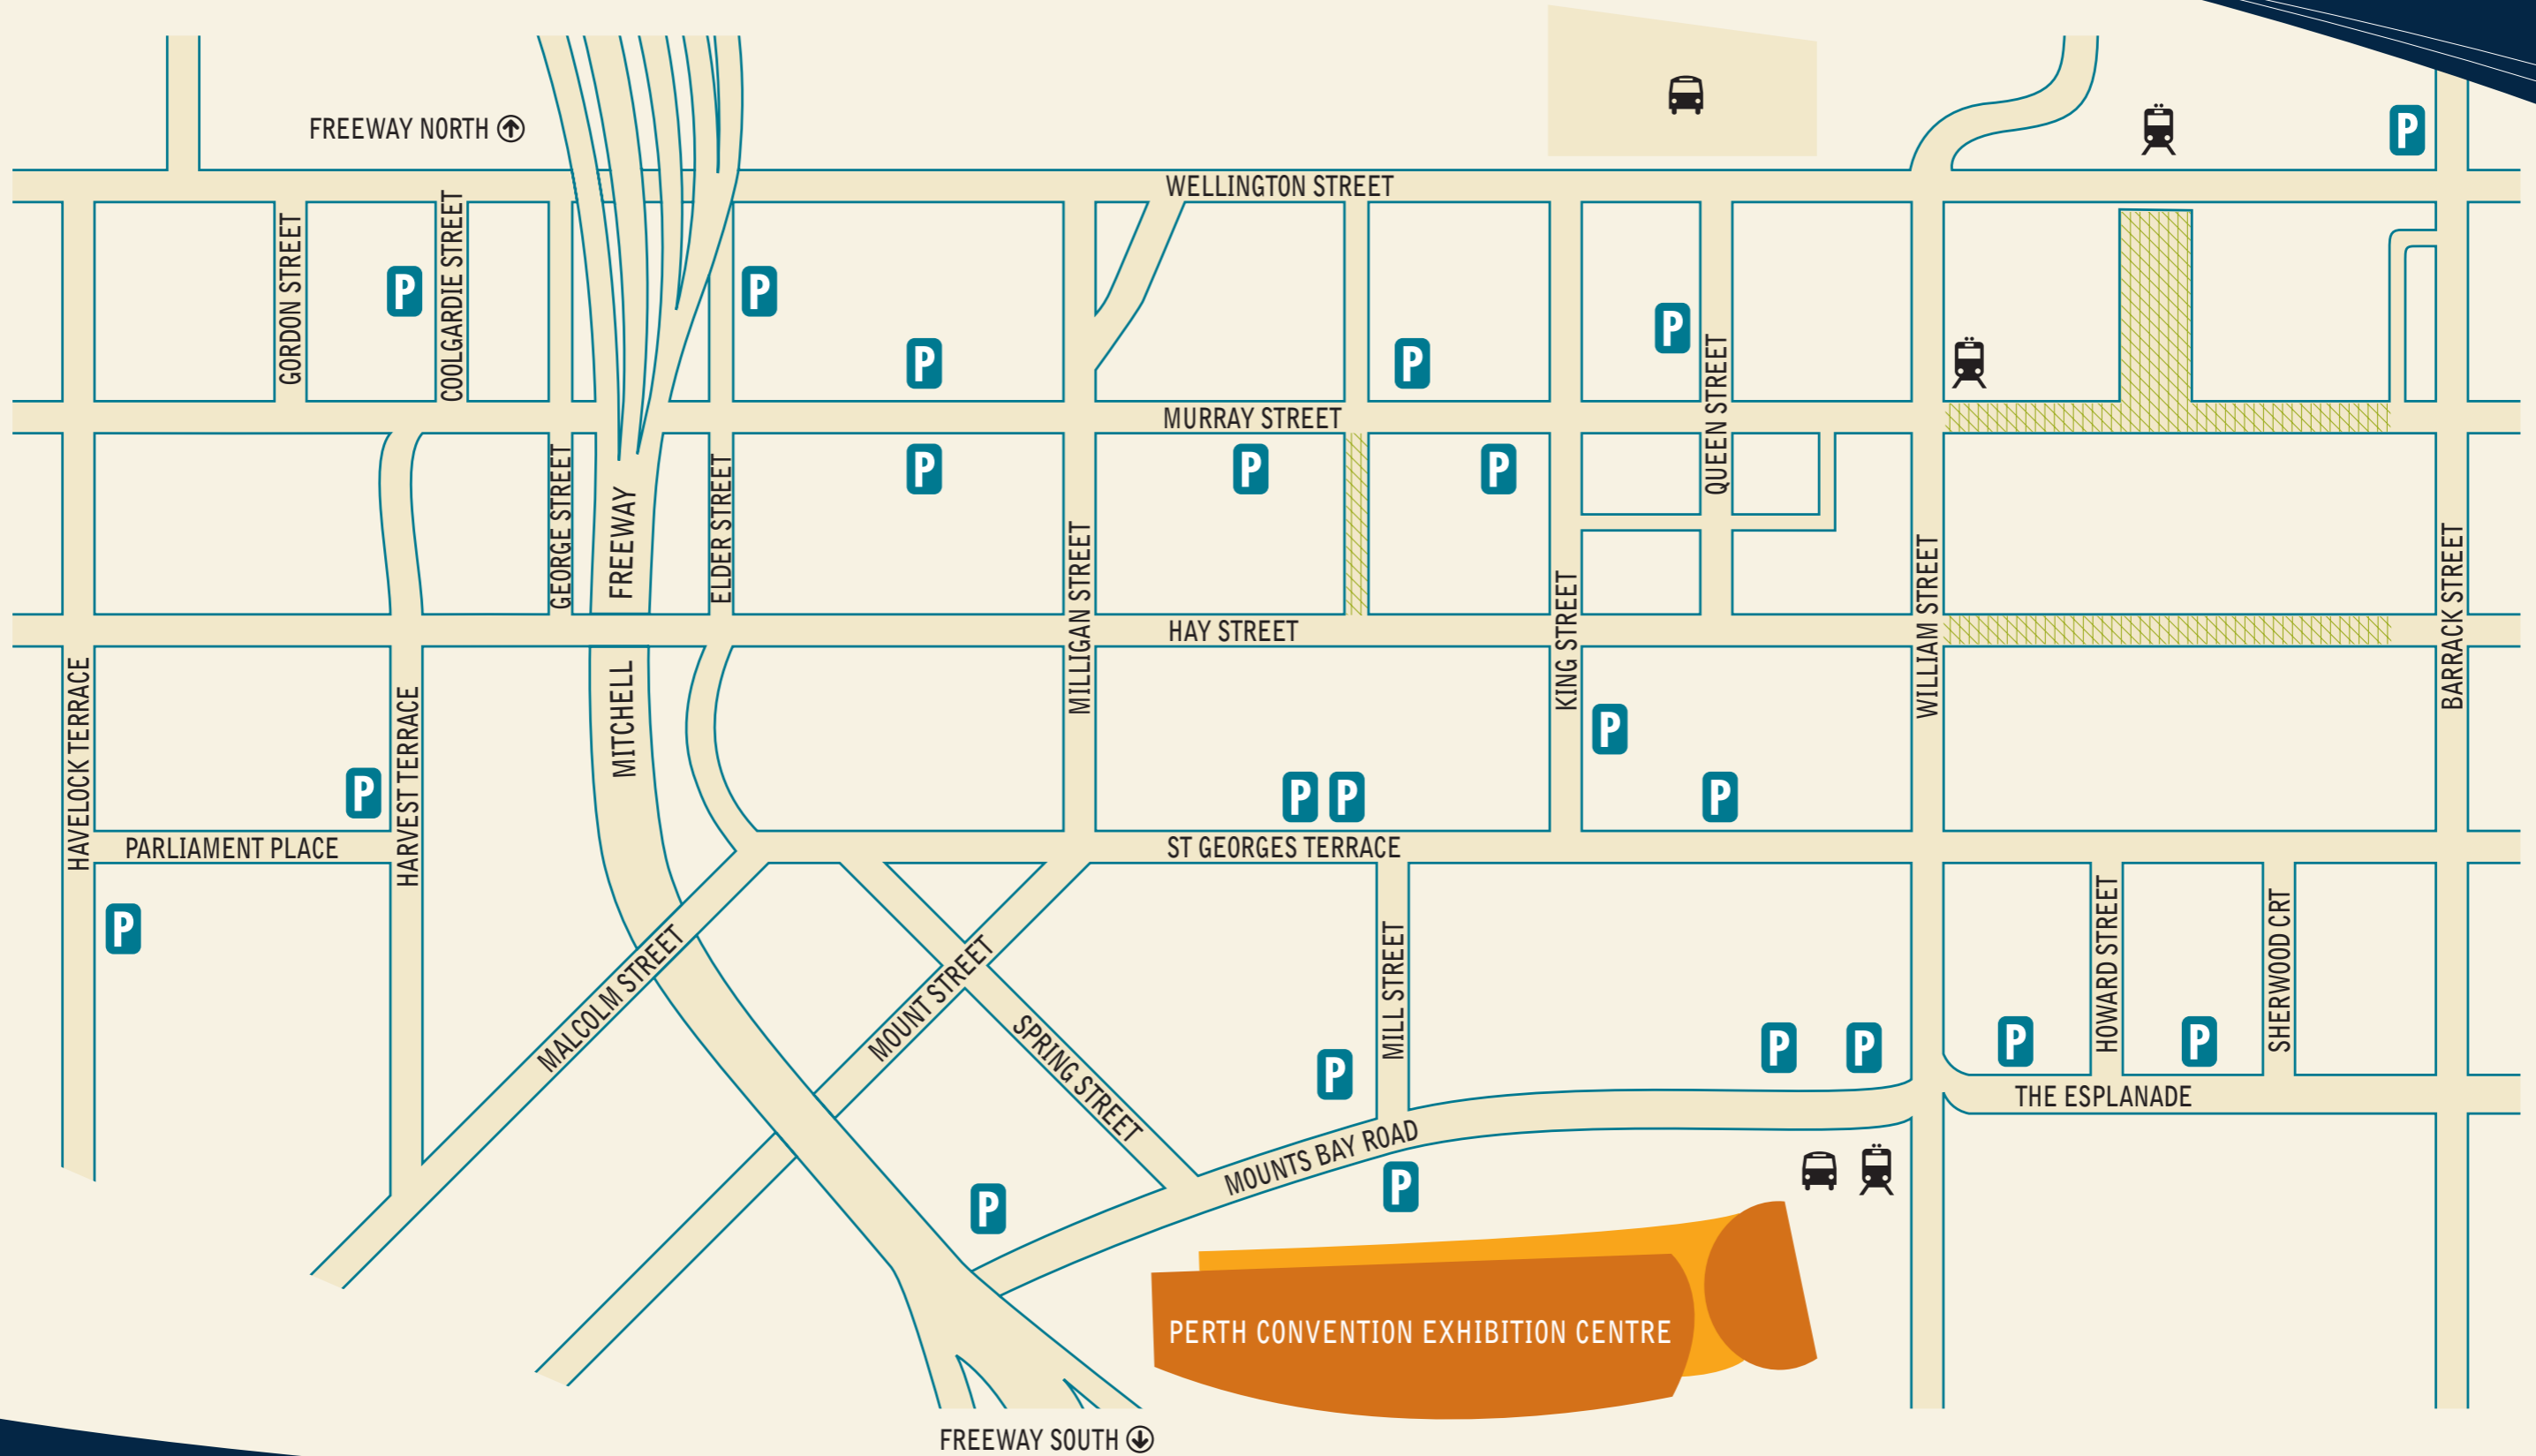 FREEWAY NORTH
P
WELLINGTON STREET
GORDON STREET
COOLGARDIE STREET
P
P
P
P
P
QUEEN STREET
MURRAY STREET
GEORGE STREET
FREEWAY
ELDER STREET
P
P
P
MILLIGAN STREET
KING STREET
WILLIAM STREET
BARRACK STREET
HAY STREET
HAVELOCK TERRACE
HARVEST TERRACE
MITCHELL
P
P
P
P
P
PARLIAMENT PLACE
ST GEORGES TERRACE
P
MALCOLM STREET
MOUNT STREET
SPRING STREET
MILL STREET
HOWARD STREET
SHERWOOD CRT
P
P
P
P
P
THE ESPLANADE
MOUNTS BAY ROAD
P
P
PERTH CONVENTION EXHIBITION CENTRE
FREEWAY SOUTH